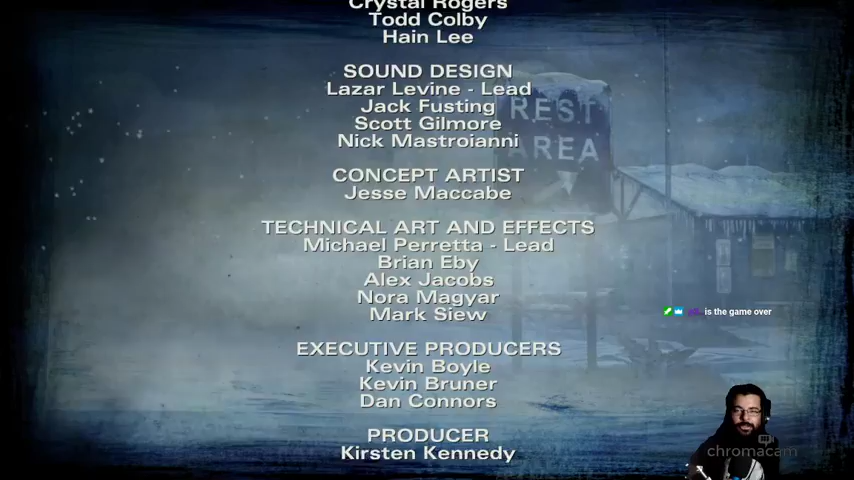 Crystal Rogers
Todd Colby
Hain Lee
SOUND DESIGN
Lazar Levine - Lead
Jack Fusting
Scott Gilmore
Nick Mastroianni
REST
AREA
CONCEPT ARTIST
Jesse Maccabe
TECHNICAL ART AND EFFECTS
Michael Perretta - Lead
Brian Eby
Alex Jacobs
Nora Magyar
Mark Siew
is the game over
EXECUTIVE PRODUCERS
Kevin Boyle
Kevin Bruner
Dan Connors
PRODUCER
Kirsten Kennedy
chromacam